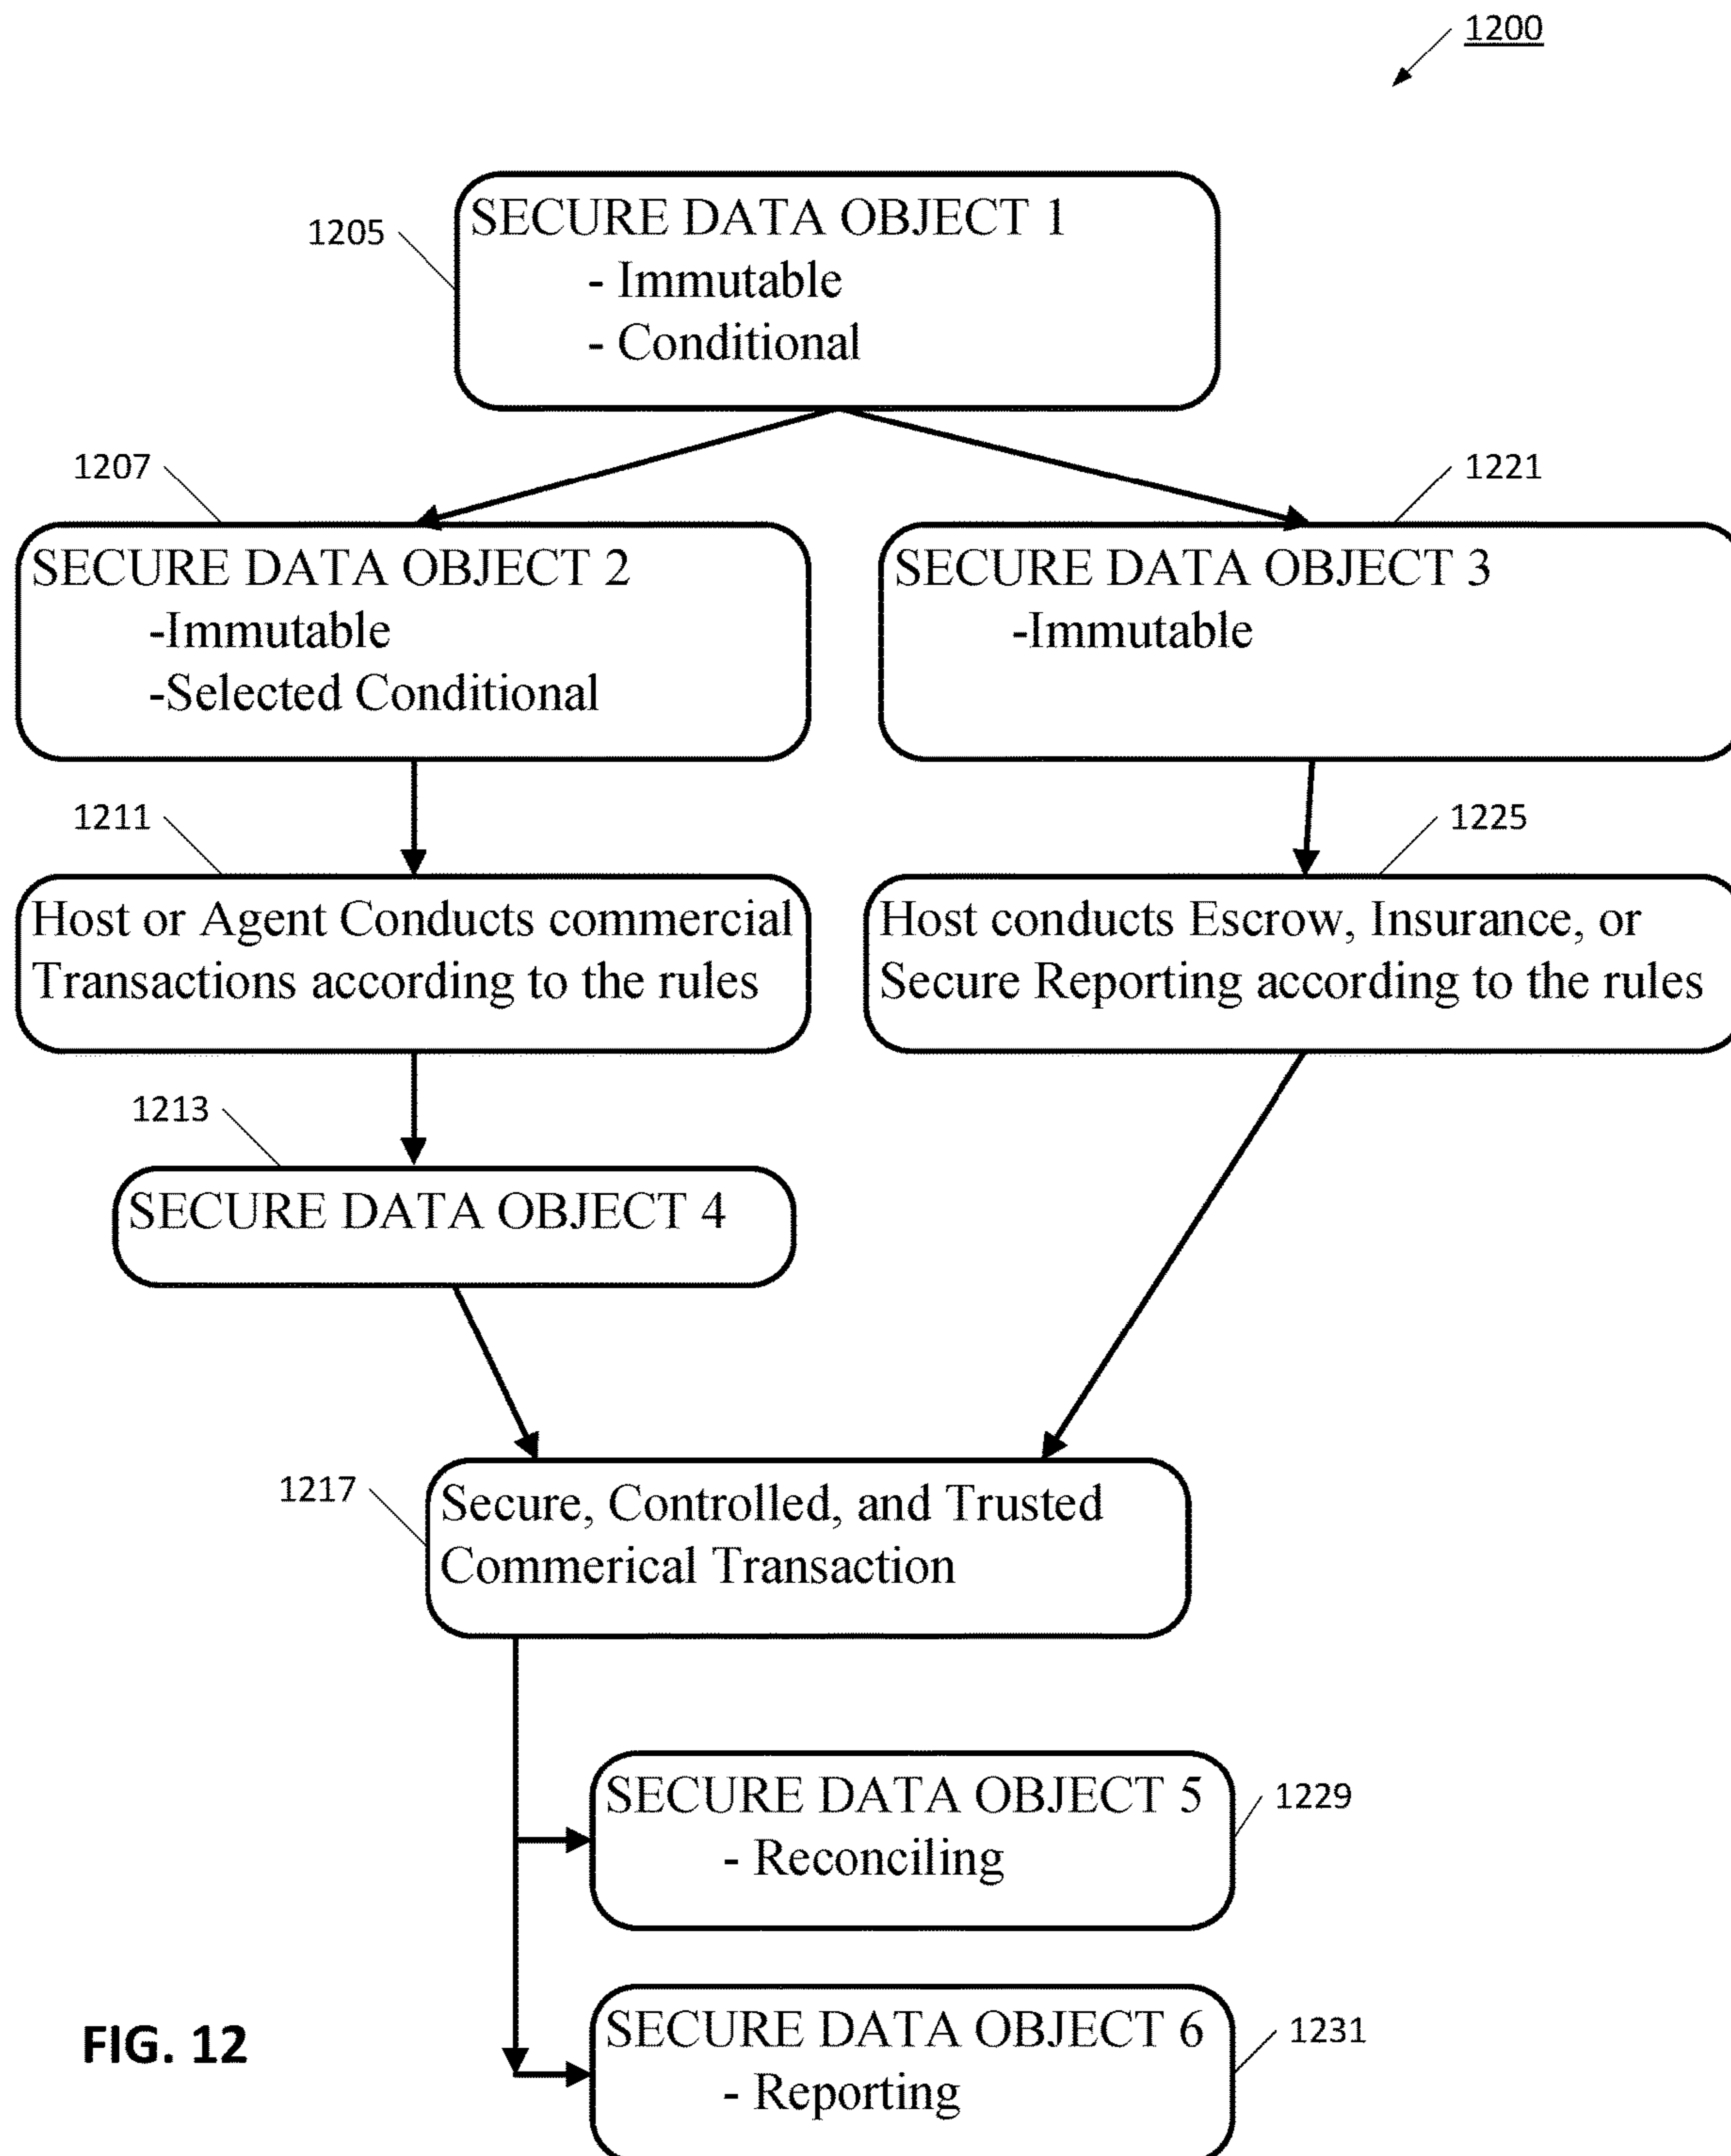 1200
1205
SECURE DATA OBJECT 1
- Immutable
- Conditional
1207
1221
SECURE DATA OBJECT 2
-Immutable
-Selected Conditional
SECURE DATA OBJECT 3
-Immutable
1211
1225
Host or Agent Conducts commercial
Transactions according to the rules
Host conducts Escrow, Insurance, or
Secure Reporting according to the rules
1213
SECURE DATA OBJECT 4
1217
Secure, Controlled, and Trusted
Commerical Transaction
SECURE DATA OBJECT 5
- Reconciling
1229
SECURE DATA OBJECT 6
- Reporting
1231
FIG. 12